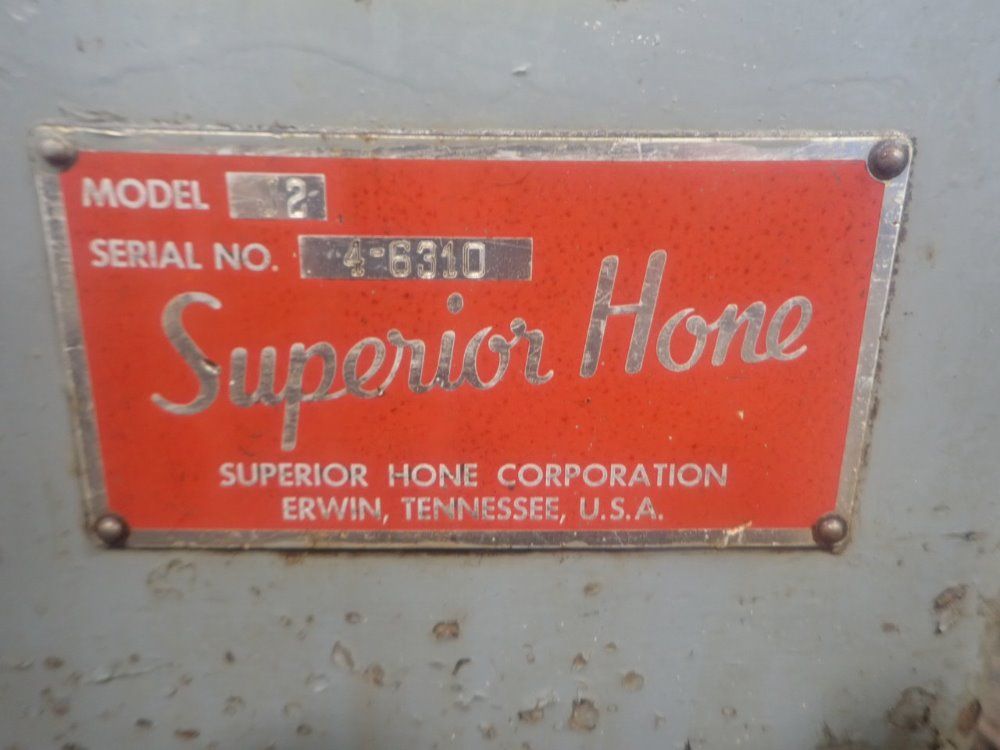 MODEL 2
SERIAL NO. 4-6310
Superior Hone
SUPERIOR HONE CORPORATION
ERWIN, TENNESSEE, U.S.A.